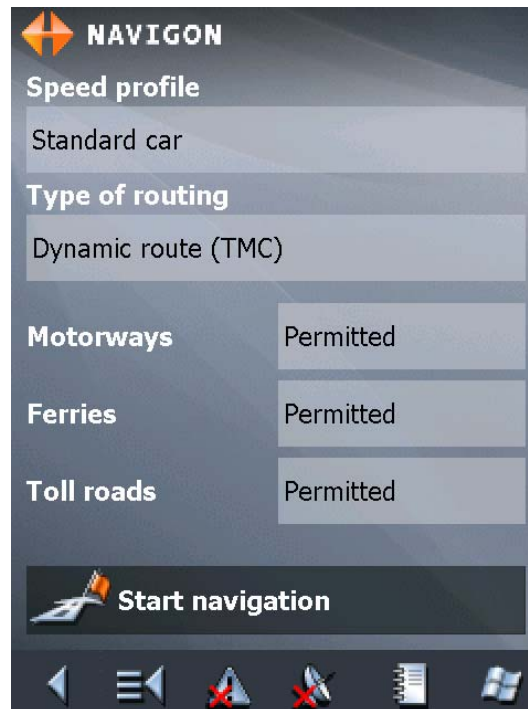 NAVIGON
Speed profile
Standard car
Type of routing
Dynamic route (TMC)
Motorways Permitted
Ferries Permitted
Toll roads Permitted
Start navigation